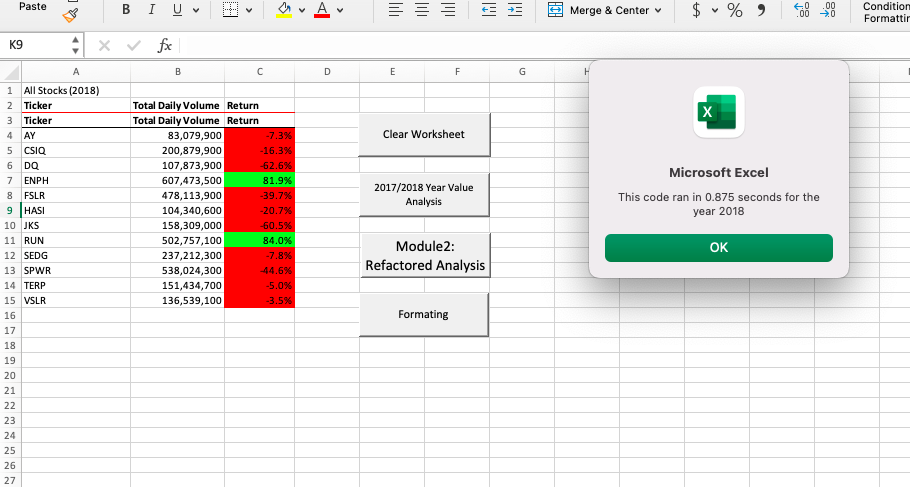 Paste B I U A Merge & Center $ % Condition
Formattin
K9 fx
A B C D E F G H
1 All Stocks (2018)
2 Ticker Total Daily Volume Return
3 Ticker Total Daily Volume Return
4 AY 83,079,900 -7.3%
5 CSIQ 200,879,900 -16.3%
6 DQ 107,873,900 -62.6%
7 ENPH 607,473,500 81.9%
8 FSLR 478,113,900 -39.7%
9 HASI 104,340,600 -20.7%
10 JKS 158,309,000 -60.5%
11 RUN 502,757,100 84.0%
12 SEDG 237,212,300 -7.8%
13 SPWR 538,024,300 -44.6%
14 TERP 151,434,700 -5.0%
15 VSLR 136,539,100 -3.5%
16
17
18
19
20
21
22
23
24
25
26
27
Clear Worksheet
2017/2018 Year Value
Analysis
Module2:
Refactored Analysis
Formating
X
Microsoft Excel
This code ran in 0.875 seconds for the
year 2018
OK